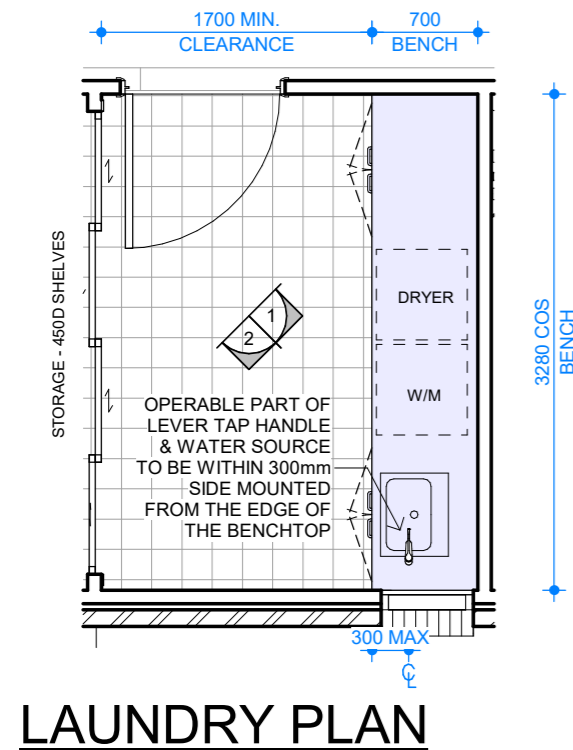 1700 MIN.
CLEARANCE
700
BENCH
STORAGE - 450D SHELVES
DRYER
1
2
W/M
3280 COS
BENCH
OPERABLE PART OF
LEVER TAP HANDLE
& WATER SOURCE
TO BE WITHIN 300mm
SIDE MOUNTED
FROM THE EDGE OF
THE BENCHTOP
300 MAX
℄
LAUNDRY PLAN